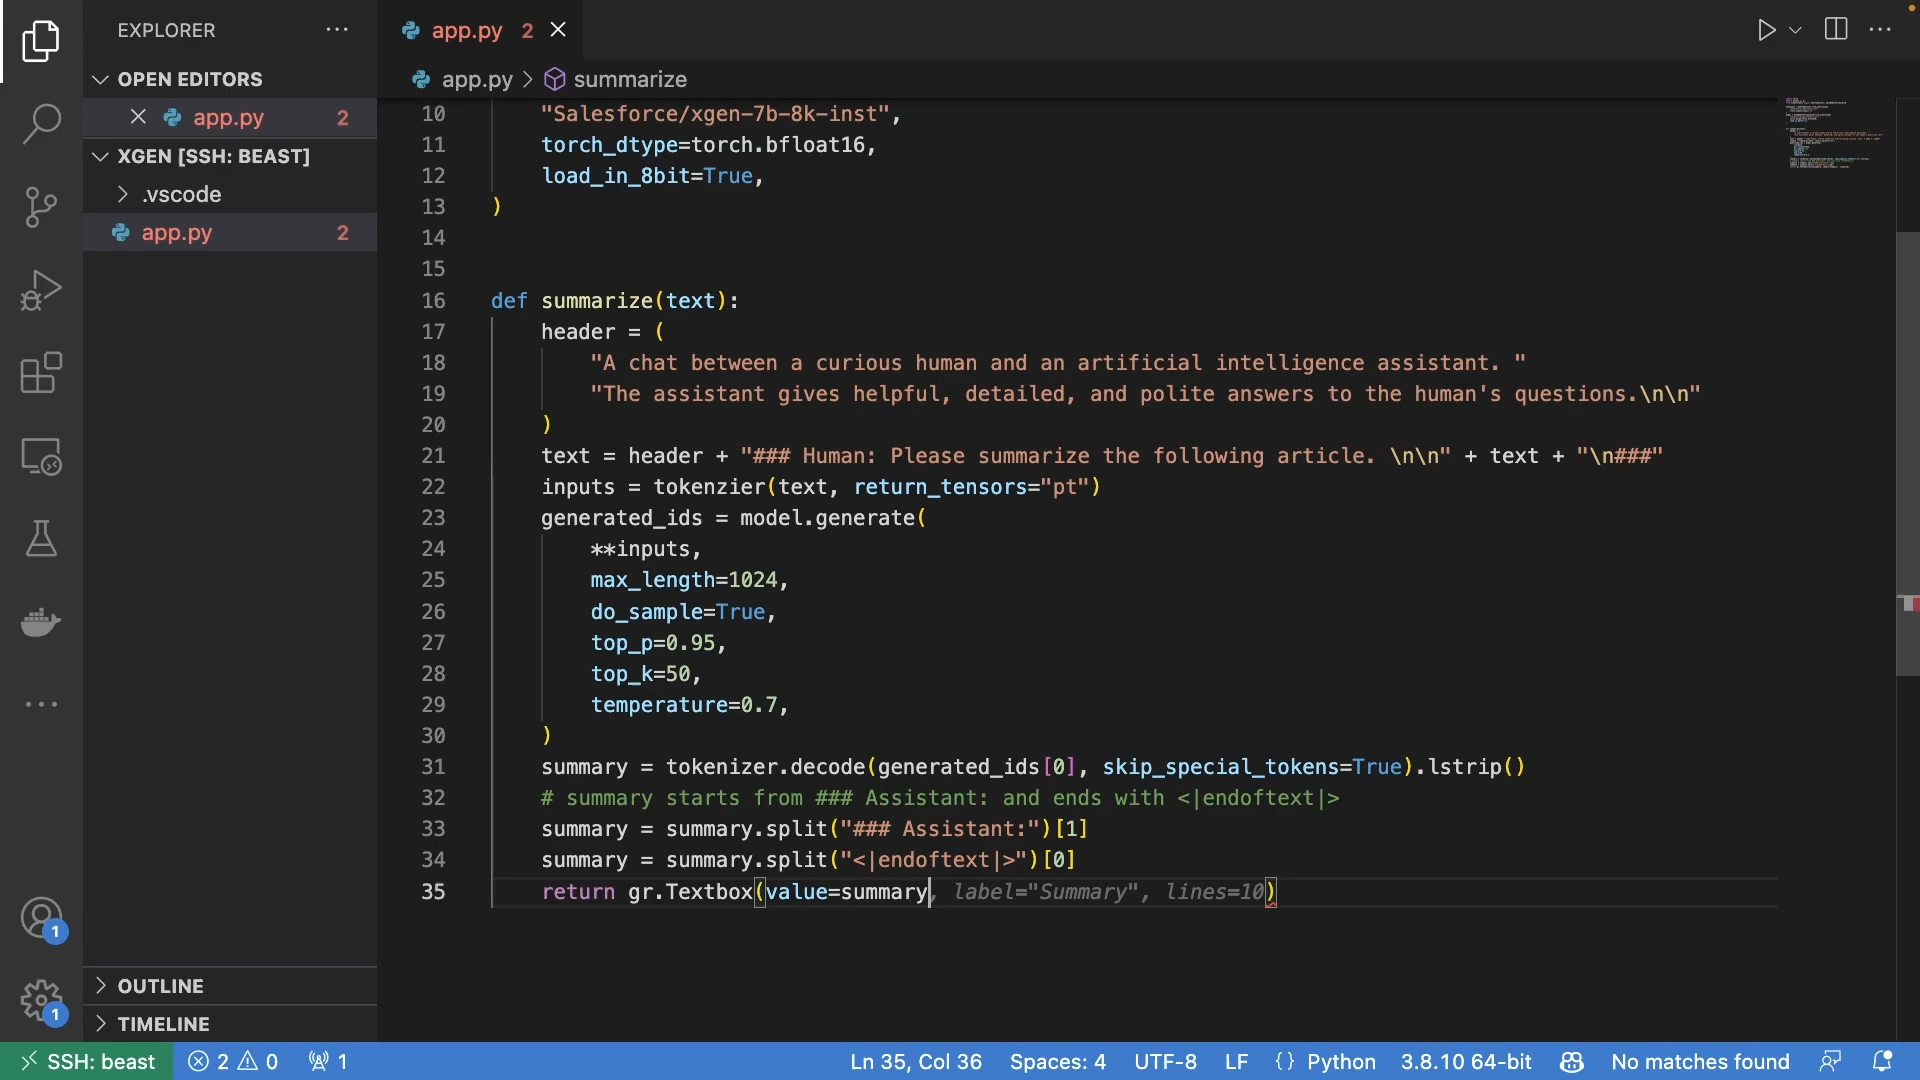 EXPLORER
OPEN EDITORS
app.py 2
XGEN [SSH: BEAST]
.vscode
app.py 2
OUTLINE
TIMELINE
app.py 2
app.py > summarize
10 "Salesforce/xgen-7b-8k-inst",
11 torch_dtype=torch.bfloat16,
12 load_in_8bit=True,
13 )
14
15
16 def summarize(text):
17 header = (
18 "A chat between a curious human and an artificial intelligence assistant. "
19 "The assistant gives helpful, detailed, and polite answers to the human's questions.\n\n"
20 )
21 text = header + "### Human: Please summarize the following article. \n\n" + text + "\n###"
22 inputs = tokenzier(text, return_tensors="pt")
23 generated_ids = model.generate(
24 **inputs,
25 max_length=1024,
26 do_sample=True,
27 top_p=0.95,
28 top_k=50,
29 temperature=0.7,
30 )
31 summary = tokenizer.decode(generated_ids[0], skip_special_tokens=True).lstrip()
32 # summary starts from ### Assistant: and ends with <|endoftext|>
33 summary = summary.split("### Assistant:")[1]
34 summary = summary.split("<|endoftext|>")[0]
35 return gr.Textbox(value=summary, label="Summary", lines=10)
1
1
SSH: beast 2 0 1 Ln 35, Col 36 Spaces: 4 UTF-8 LF {} Python 3.8.10 64-bit No matches found